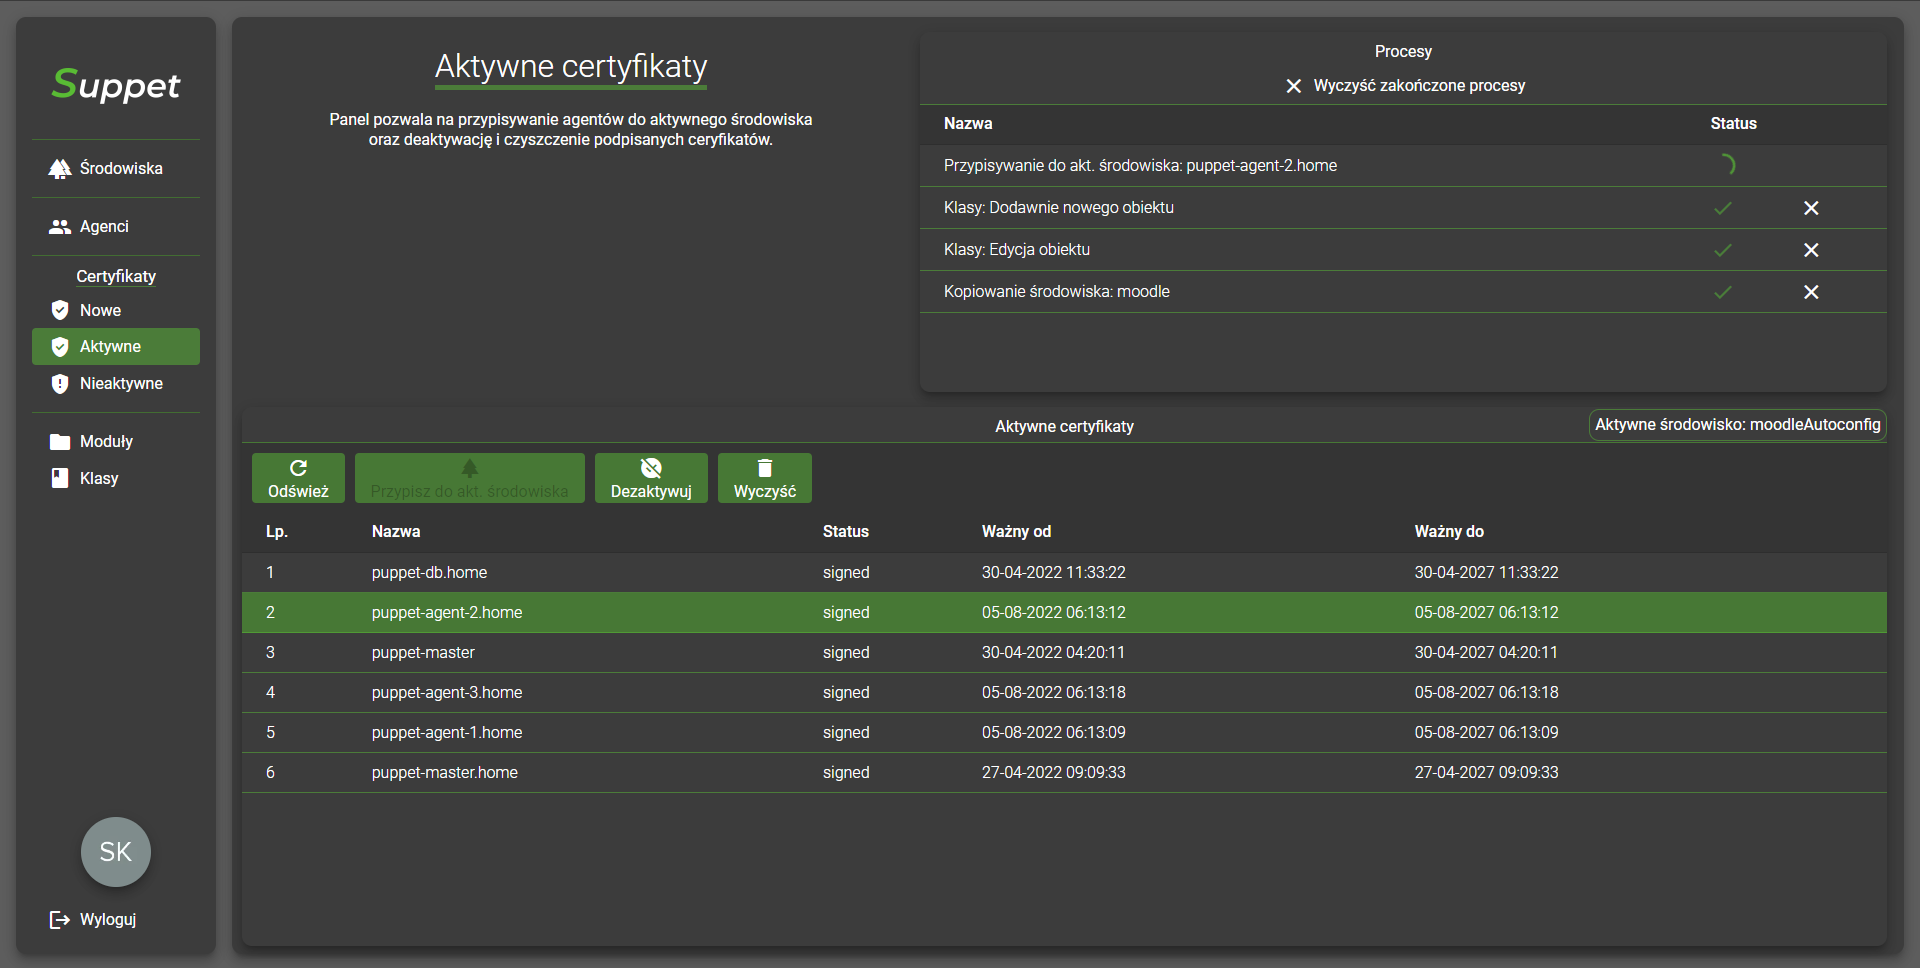 Suppet
Środowiska
Agenci
Certyfikaty
Nowe
Aktywne
Nieaktywne
Moduły
Klasy
SK
Wyloguj
Aktywne certyfikaty
Panel pozwala na przypisywanie agentów do aktywnego środowiska
oraz deaktywację i czyszczenie podpisanych ceryfikatów.
Procesy
Wyczyść zakończone procesy
Nazwa Status
Przypisywanie do akt. środowiska: puppet-agent-2.home
Klasy: Dodawnie nowego obiektu
Klasy: Edycja obiektu
Kopiowanie środowiska: moodle
Aktywne certyfikaty
Aktywne środowisko: moodleAutoconfig
Odśwież Przypisz do akt. środowiska Dezaktywuj Wyczyść
Lp. Nazwa Status Ważny od Ważny do
1 puppet-db.home signed 30-04-2022 11:33:22 30-04-2027 11:33:22
2 puppet-agent-2.home signed 05-08-2022 06:13:12 05-08-2027 06:13:12
3 puppet-master signed 30-04-2022 04:20:11 30-04-2027 04:20:11
4 puppet-agent-3.home signed 05-08-2022 06:13:18 05-08-2027 06:13:18
5 puppet-agent-1.home signed 05-08-2022 06:13:09 05-08-2027 06:13:09
6 puppet-master.home signed 27-04-2022 09:09:33 27-04-2027 09:09:33